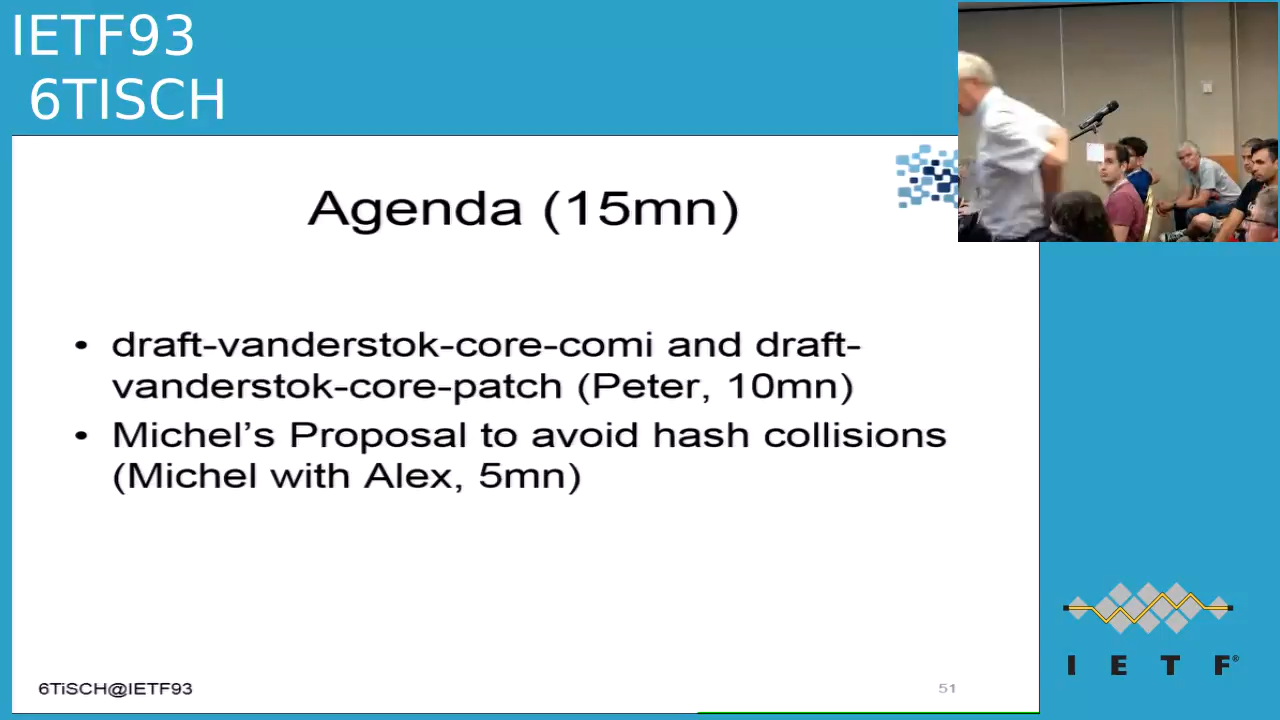 IETF93
6TISCH
Agenda (15mn)
• draft-vanderstok-core-comi and draft-
vanderstok-core-patch (Peter, 10mn)
• Michel's Proposal to avoid hash collisions
(Michel with Alex, 5mn)
6TiSCH@IETF93
51
I E T F®